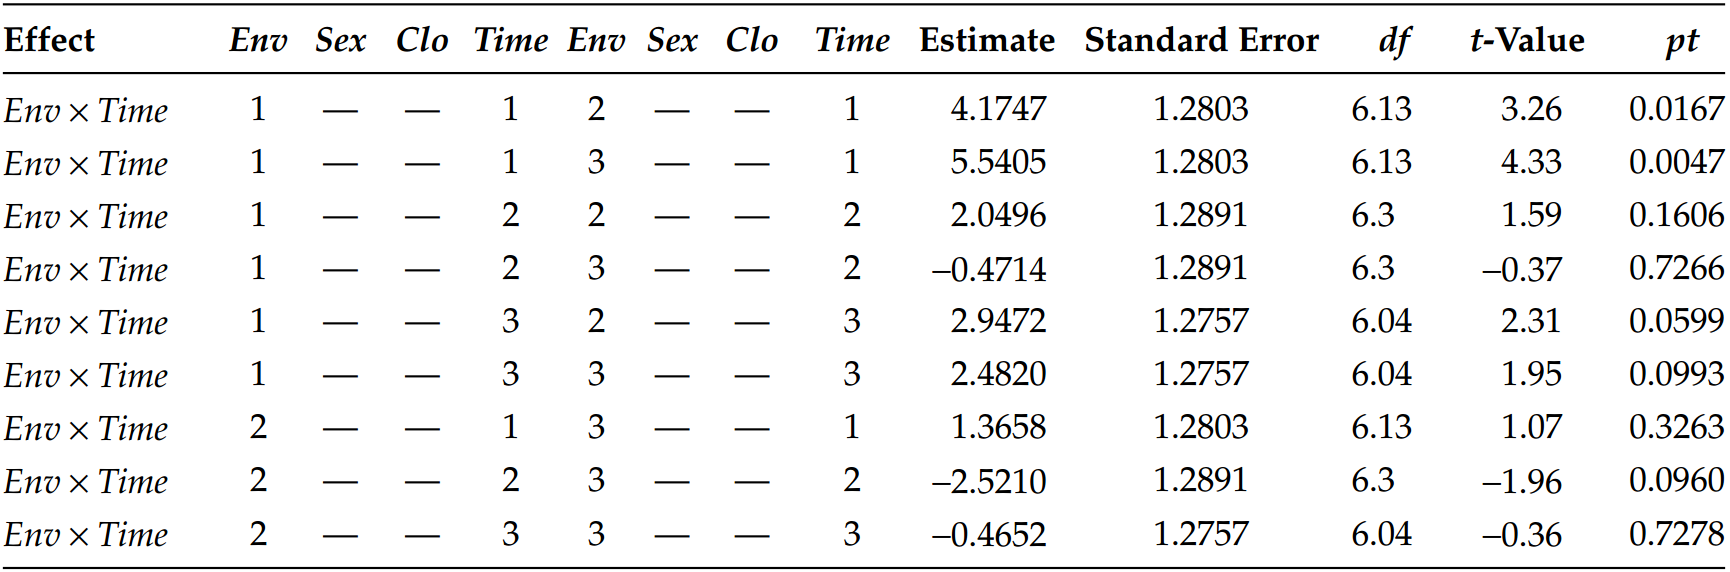 Effect Env Sex Clo Time Env Sex Clo Time Estimate Standard Error df t-Value pt
Env × Time 1 — — 1 2 — — 1 4.1747 1.2803 6.13 3.26 0.0167
Env × Time 1 — — 1 3 — — 1 5.5405 1.2803 6.13 4.33 0.0047
Env × Time 1 — — 2 2 — — 2 2.0496 1.2891 6.3 1.59 0.1606
Env × Time 1 — — 2 3 — — 2 –0.4714 1.2891 6.3 –0.37 0.7266
Env × Time 1 — — 3 2 — — 3 2.9472 1.2757 6.04 2.31 0.0599
Env × Time 1 — — 3 3 — — 3 2.4820 1.2757 6.04 1.95 0.0993
Env × Time 2 — — 1 3 — — 1 1.3658 1.2803 6.13 1.07 0.3263
Env × Time 2 — — 2 3 — — 2 –2.5210 1.2891 6.3 –1.96 0.0960
Env × Time 2 — — 3 3 — — 3 –0.4652 1.2757 6.04 –0.36 0.7278